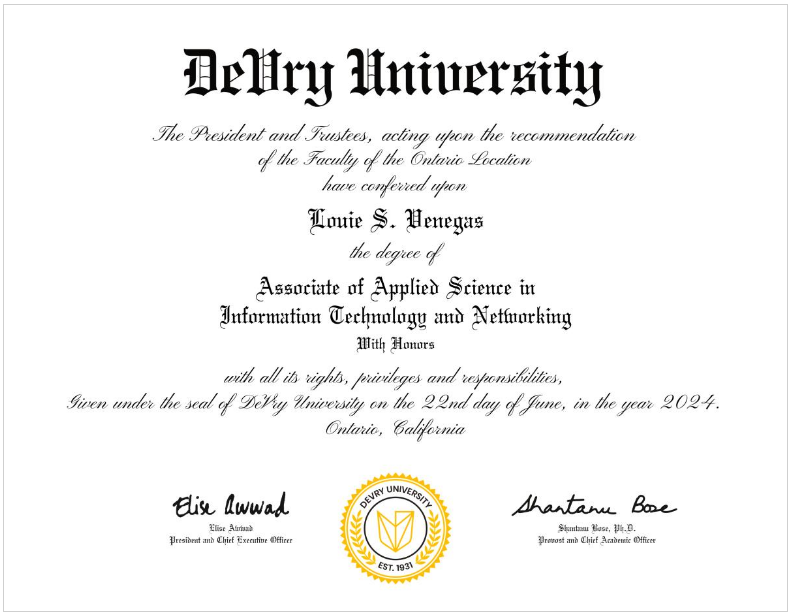 DeVry University
The President and Trustees, acting upon the recommendation
of the Faculty of the Ontario Location
have conferred upon
Louie S. Venegas
the degree of
Associate of Applied Science in
Information Technology and Networking
With Honors
with all its rights, privileges and responsibilities,
Given under the seal of DeVry University on the 22nd day of June, in the year 2024.
Ontario, California
Elise Awwad
Elise Awwad
President and Chief Executive Officer
DEVRY UNIVERSITY
EST. 1931
Shantanu Bose
Shantanu Bose, Ph.D.
Provost and Chief Academic Officer